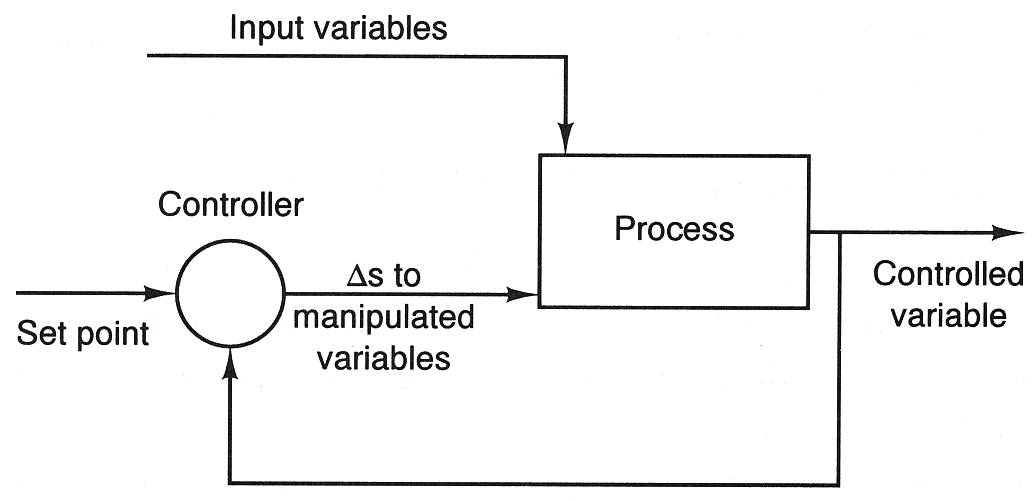 Input variables
Controller
Process
Δs to
manipulated
variables
Set point
Controlled
variable